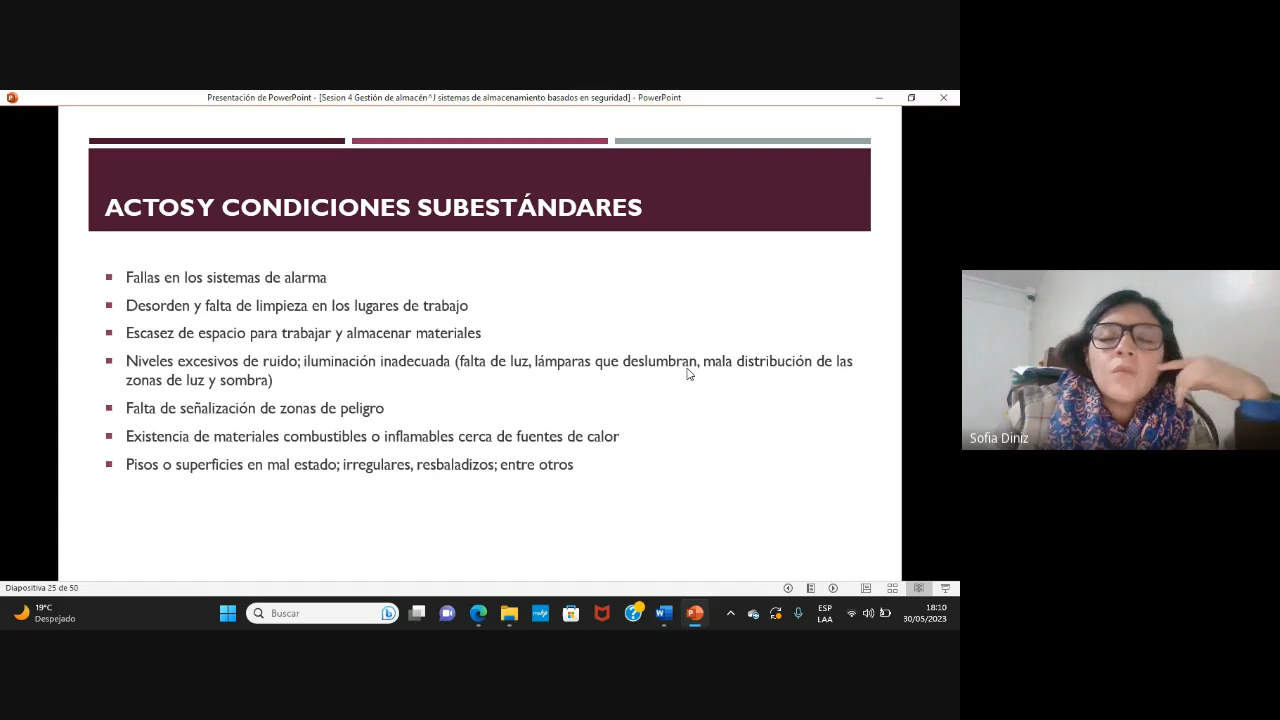 Presentación de PowerPoint - [Sesion 4 Gestión de almacén^J sistemas de almacenamiento basados en seguridad] - PowerPoint
ACTOS Y CONDICIONES SUBESTÁNDARES
Fallas en los sistemas de alarma
Desorden y falta de limpieza en los lugares de trabajo
Escasez de espacio para trabajar y almacenar materiales
Niveles excesivos de ruido; iluminación inadecuada (falta de luz, lámparas que deslumbran, mala distribución de las
zonas de luz y sombra)
Falta de señalización de zonas de peligro
Existencia de materiales combustibles o inflamables cerca de fuentes de calor
Pisos o superficies en mal estado; irregulares, resbaladizos; entre otros
Sofia Diniz
Diapositiva 25 de 50
19°C
Despejado
Buscar
ESP
LAA
18:10
30/05/2023